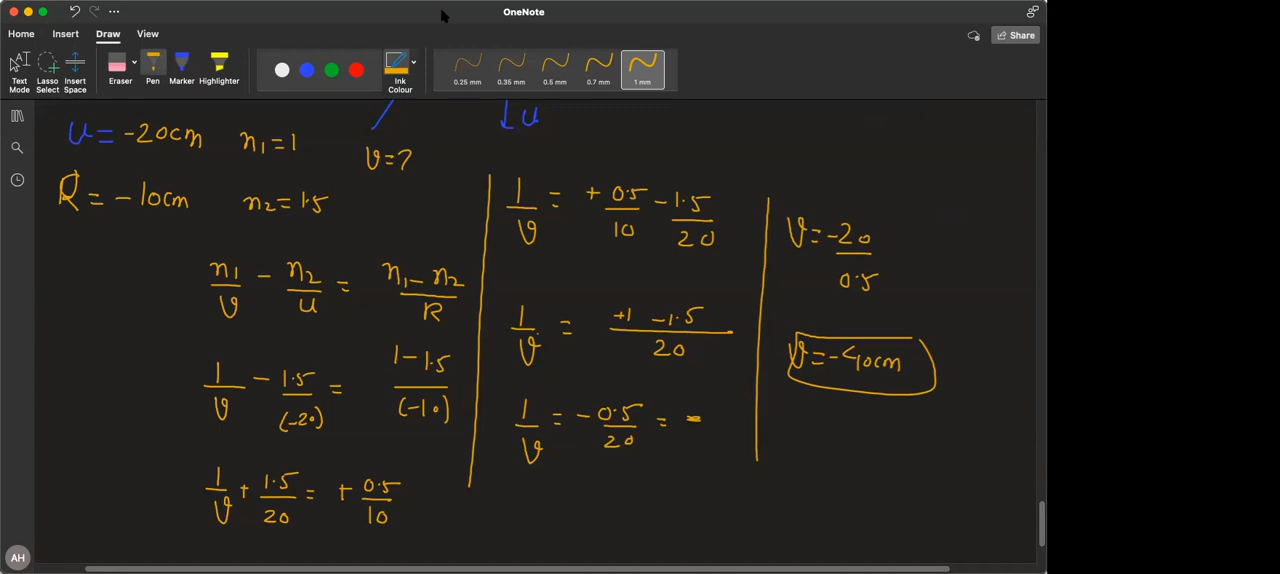 OneNote
Home Insert Draw View
Share
Text Mode
Lasso Select
Insert Space
Eraser
Pen
Marker
Highlighter
Ink Colour
0.25 mm
0.35 mm
0.5 mm
0.7 mm
1 mm
↓ u
u = -20cm n₁ = 1
v = ?
R = -10cm n₂ = 1.5
n₁/v - n₂/u = (n₁ - n₂)/R
1/v - 1.5/(-20) = (1 - 1.5)/(-10)
1/v + 1.5/20 = + 0.5/10
1/v = + 0.5/10 - 1.5/20
1/v = (+1 - 1.5)/20
1/v = - 0.5/20 = -
v = -20/0.5
v = -40cm
AH